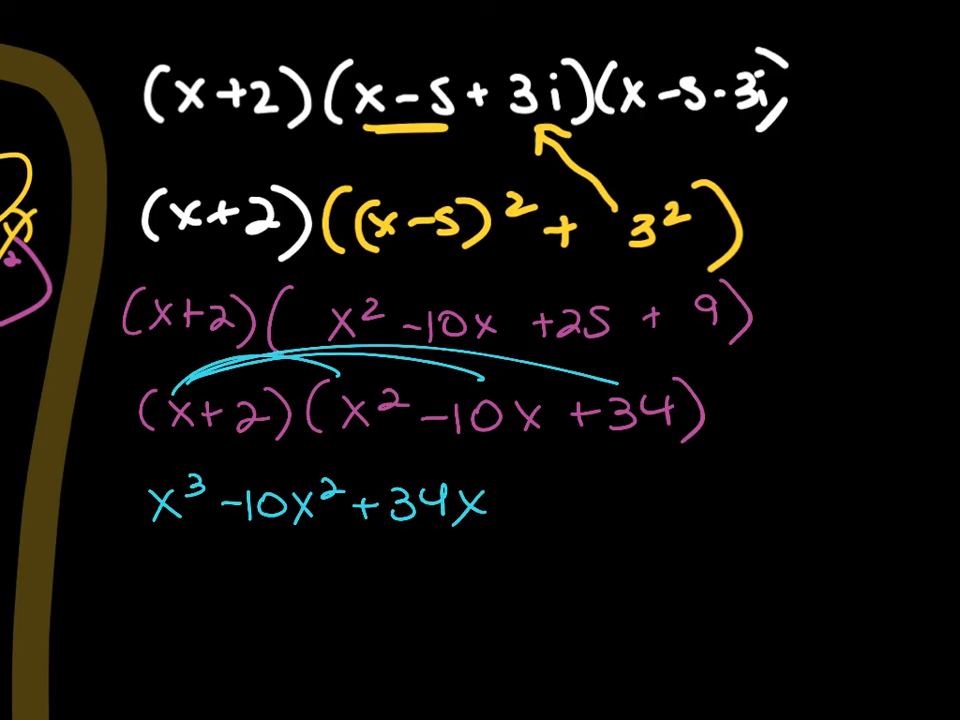 (x+2)(x-5+3i)(x-5-3i)
(x+2)((x-5)²+ 3²)
(x+2)( x² -10x +25 + 9)
(x+2)(x² -10x +34)
x³ -10x² +34x